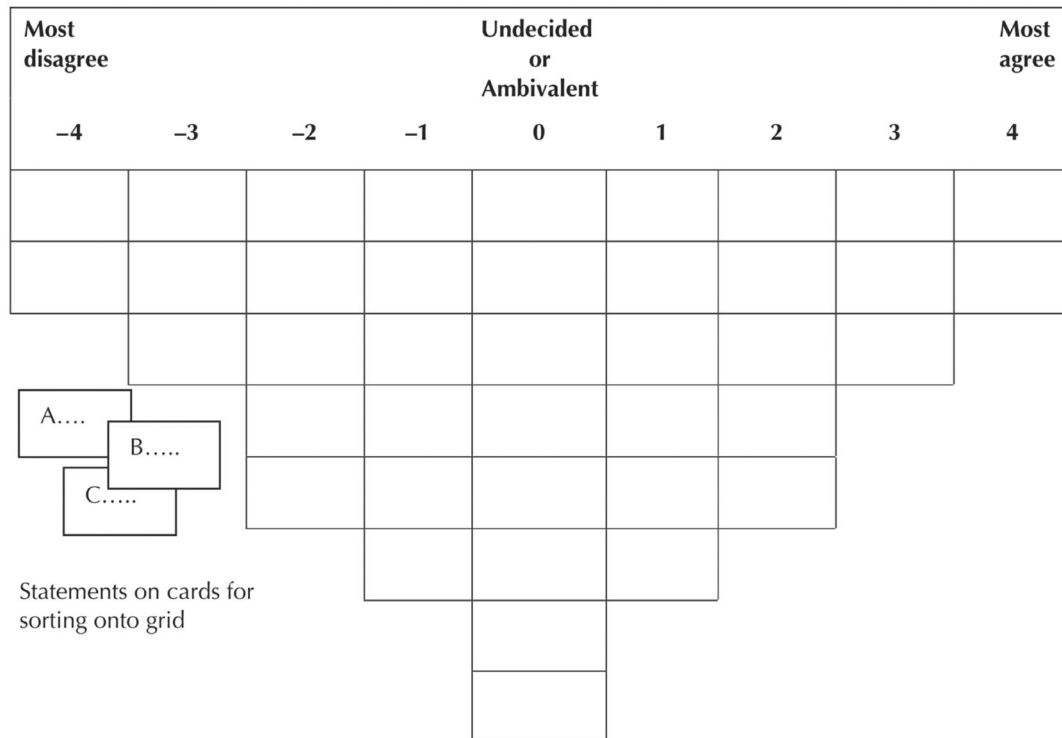 Most
disagree
Undecided
or
Ambivalent
Most
agree
–4 –3 –2 –1 0 1 2 3 4
A....
B.....
C.....
Statements on cards for
sorting onto grid